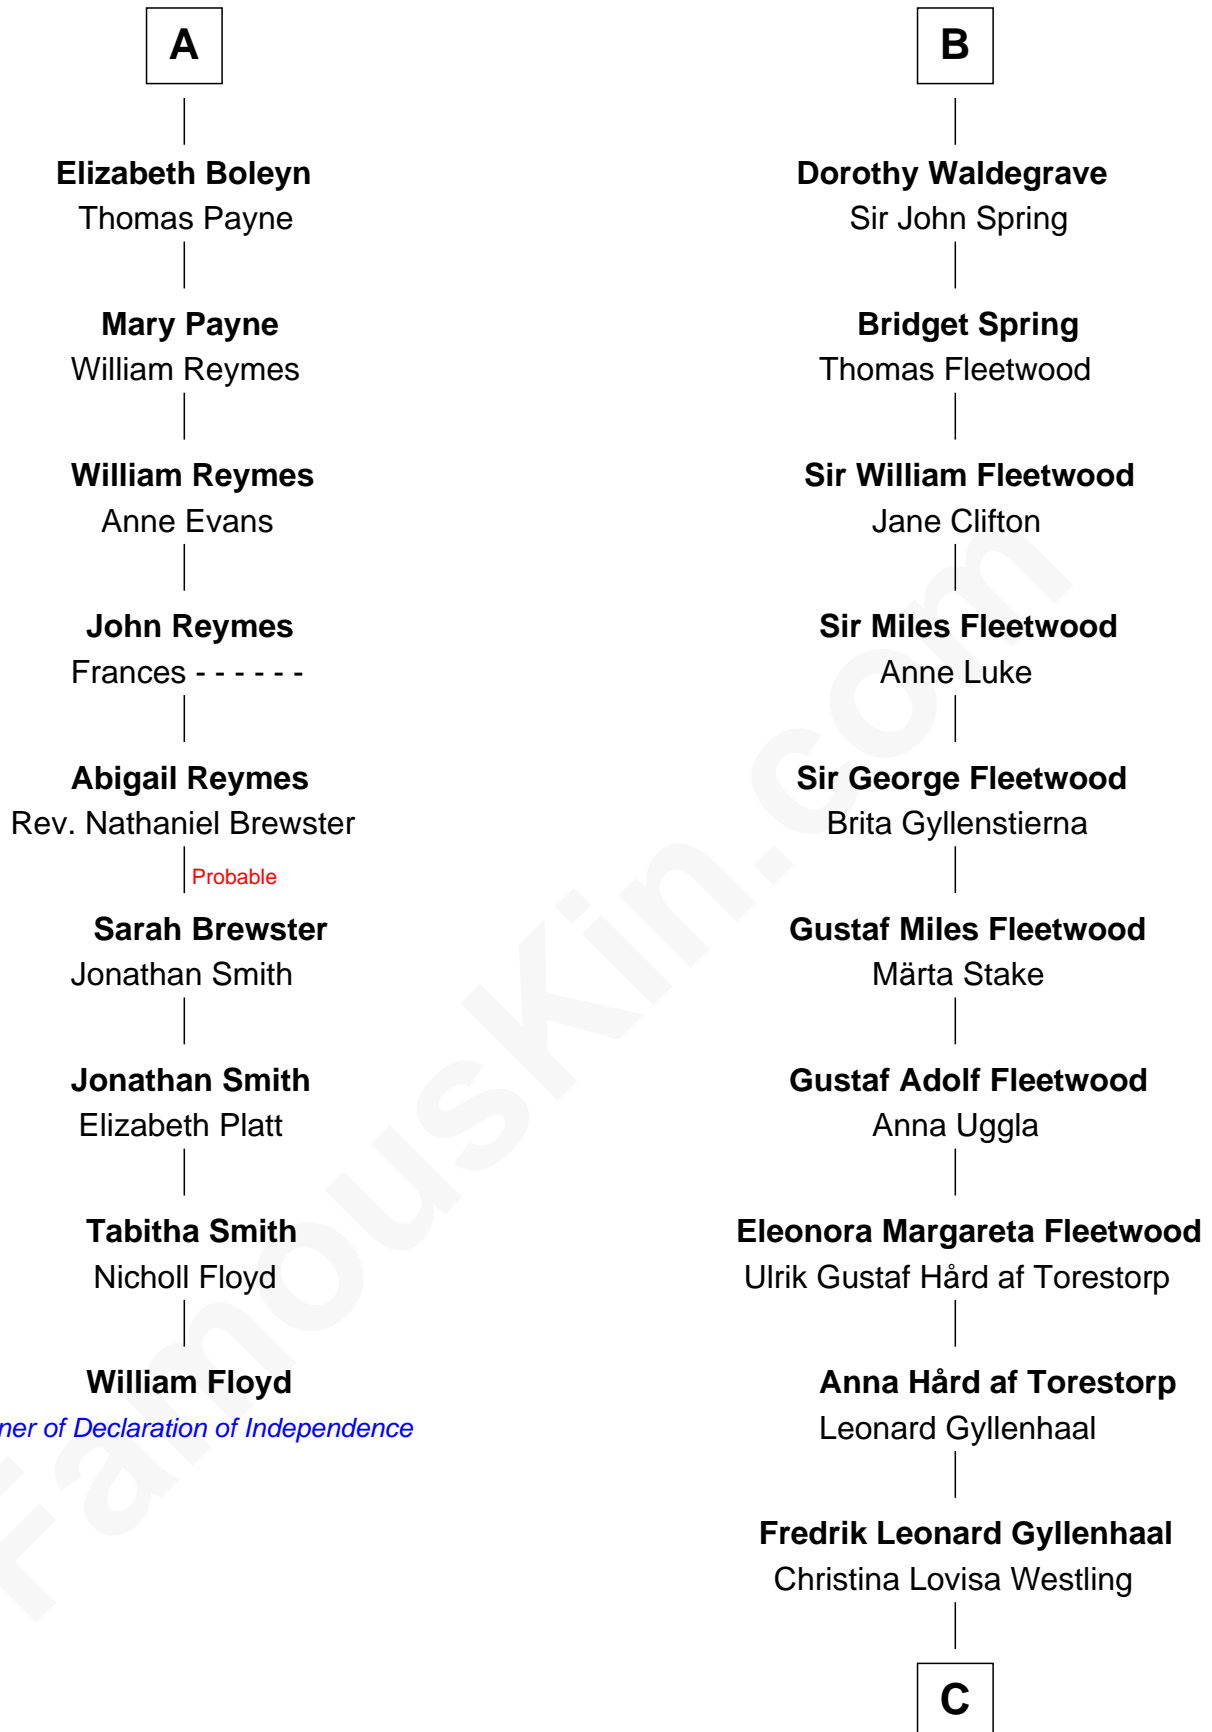 A
Elizabeth Boleyn
Thomas Payne
Mary Payne
William Reymes
William Reymes
Anne Evans
John Reymes
Frances - - - - - -
Abigail Reymes
Rev. Nathaniel Brewster
Probable
Sarah Brewster
Jonathan Smith
Jonathan Smith
Elizabeth Platt
Tabitha Smith
Nicholl Floyd
William Floyd
ner of Declaration of Independence
B
Dorothy Waldegrave
Sir John Spring
Bridget Spring
Thomas Fleetwood
Sir William Fleetwood
Jane Clifton
Sir Miles Fleetwood
Anne Luke
Sir George Fleetwood
Brita Gyllenstierna
Gustaf Miles Fleetwood
Märta Stake
Gustaf Adolf Fleetwood
Anna Uggla
Eleonora Margareta Fleetwood
Ulrik Gustaf Hård af Torestorp
Anna Hård af Torestorp
Leonard Gyllenhaal
Fredrik Leonard Gyllenhaal
Christina Lovisa Westling
C
FamousKin.com